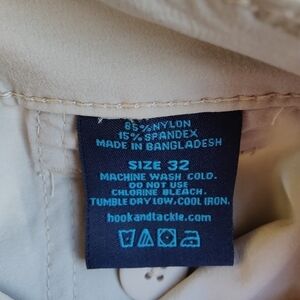 85% NYLON
15% SPANDEX
MADE IN BANGLADESH
SIZE 32
MACHINE WASH COLD.
DO NOT USE
CHLORINE BLEACH.
TUMBLE DRY LOW, COOL IRON.
hookandtackle.com